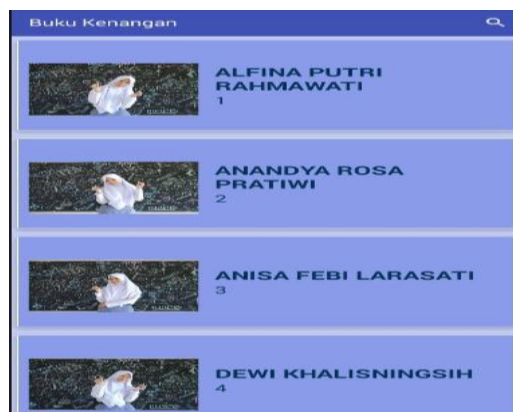 Buku Kenangan
ALFINA PUTRI
RAHMAWATI
1
ANANDYA ROSA
PRATIWI
2
ANISA FEBI LARASATI
3
DEWI KHALISNINGSIH
4